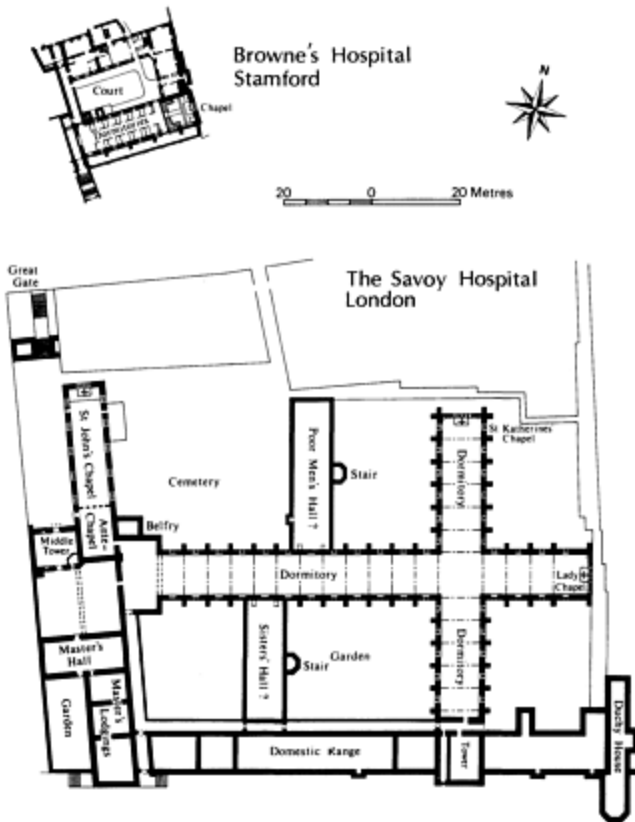 Browne's Hospital
Stamford
Court
Chapel
Dormitories
N
20 0 20 Metres
Great
Gate
The Savoy Hospital
London
St John's Chapel
Ante-
Chapel
Cemetery
Poor Men's Hall ?
Stair
Dormitory
St Katherines
Chapel
Belfry
Middle
Tower
Dormitory
Lady
Chapel
Sisters' Hall ?
Stair
Garden
Dormitory
Master's
Hall
Garden
Master's
Lodgings
Domestic Range
Tower
Duchy House